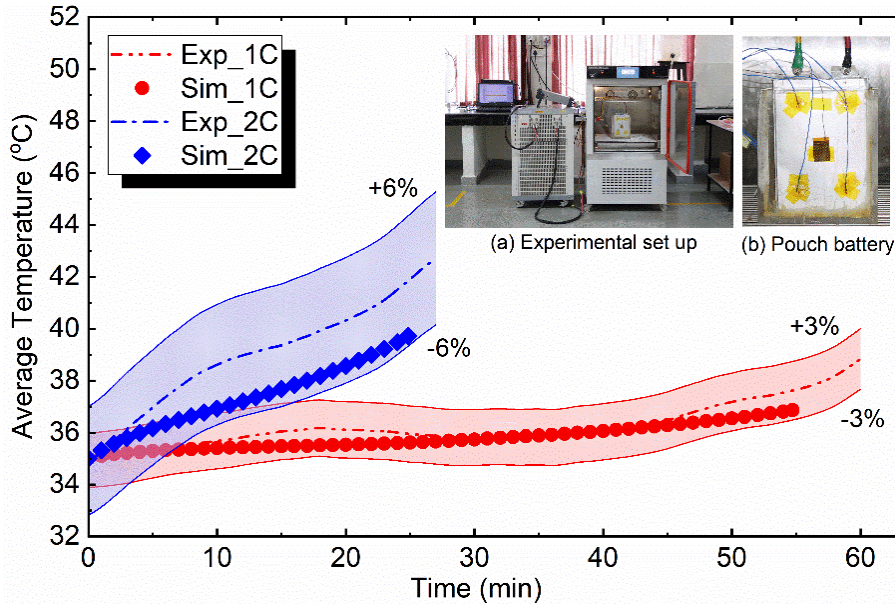 52
50
48
46
44
42
40
38
36
34
32
Average Temperature (ºC)
Exp_1C
Sim_1C
Exp_2C
Sim_2C
(a) Experimental set up
(b) Pouch battery
+6%
-6%
+3%
-3%
0
10
20
30
40
50
60
Time (min)